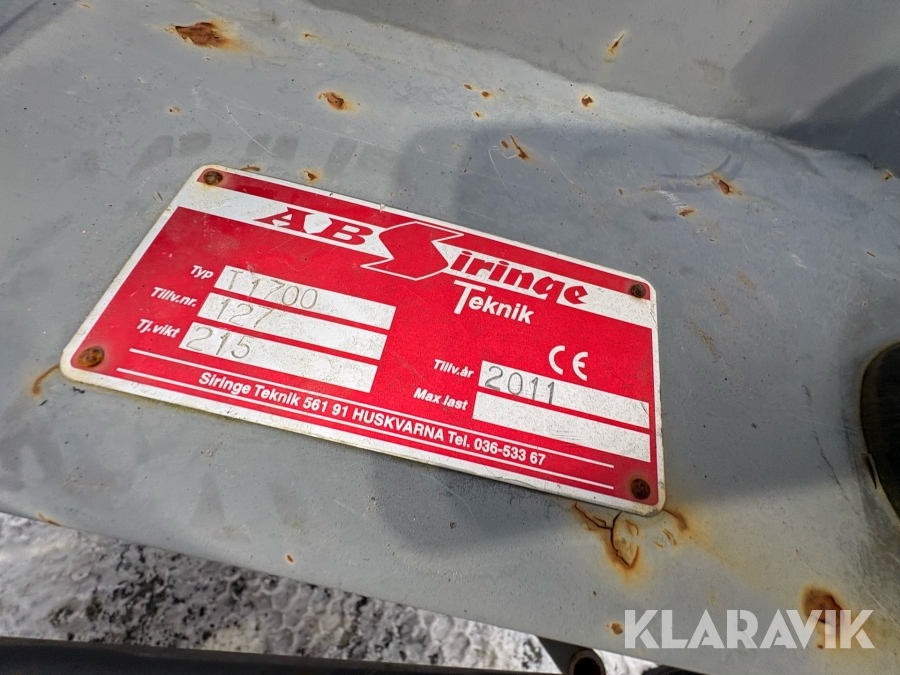 AB Siringe
Teknik
Typ T1700
Tillv.nr. 127
Tj.vikt 215
CE
Tillv.år 2011
Max last
Siringe Teknik 561 91 HUSKVARNA Tel. 036-533 67
KLARAVIK